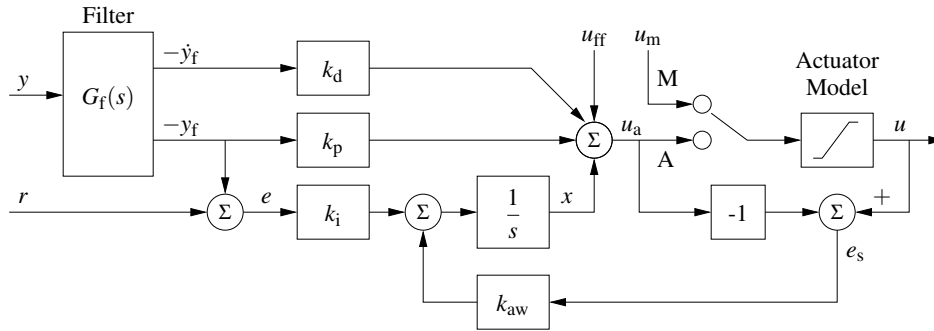 Filter
y
G_f(s)
−ẏ_f
−y_f
k_d
k_p
r
Σ
e
k_i
Σ
1
s
x
k_aw
u_ff
Σ
u_a
u_m
M
A
Actuator
Model
u
-1
Σ
+
e_s